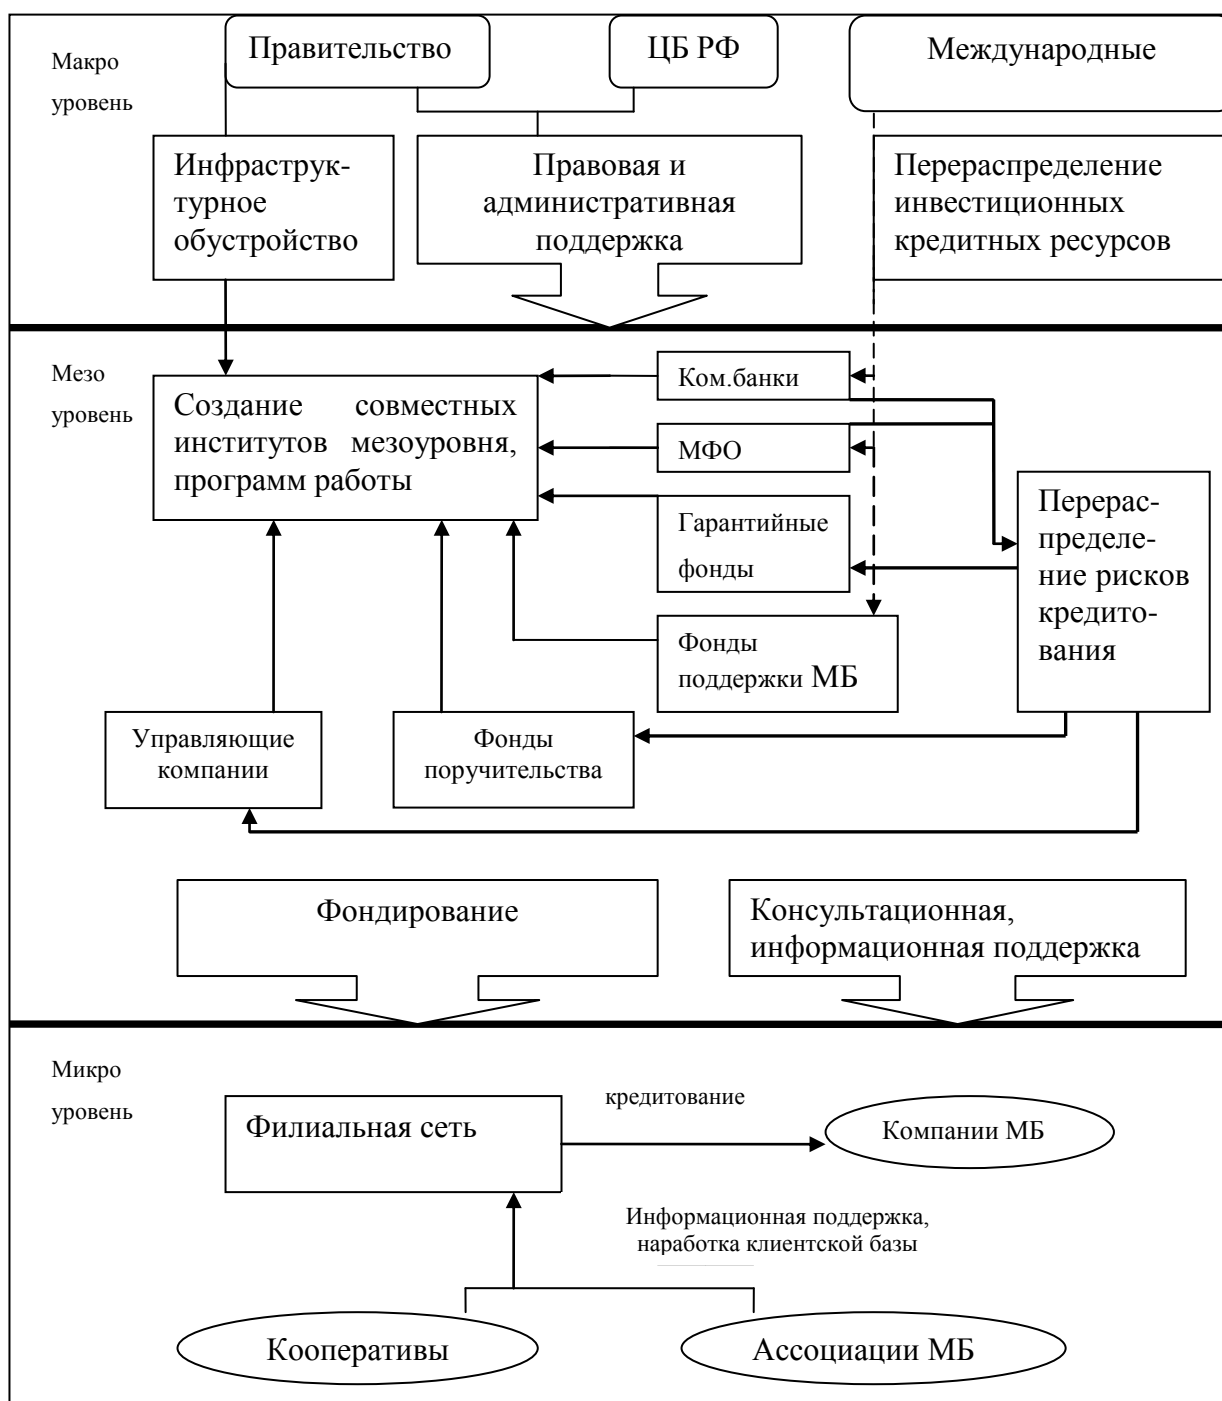 Макро
уровень
Правительство
ЦБ РФ
Международные
Инфраструк-
турное
обустройство
Правовая и
административная
поддержка
Перераспределение
инвестиционных
кредитных ресурсов
Мезо
уровень
Создание совместных
институтов мезоуровня,
программ работы
Ком.банки
МФО
Гарантийные
фонды
Фонды
поддержки МБ
Перерас-
пределе-
ние рисков
кредито-
вания
Управляющие
компании
Фонды
поручительства
Фондирование
Консультационная,
информационная поддержка
Микро
уровень
Филиальная сеть
кредитование
Компании МБ
Информационная поддержка,
наработка клиентской базы
Кооперативы
Ассоциации МБ